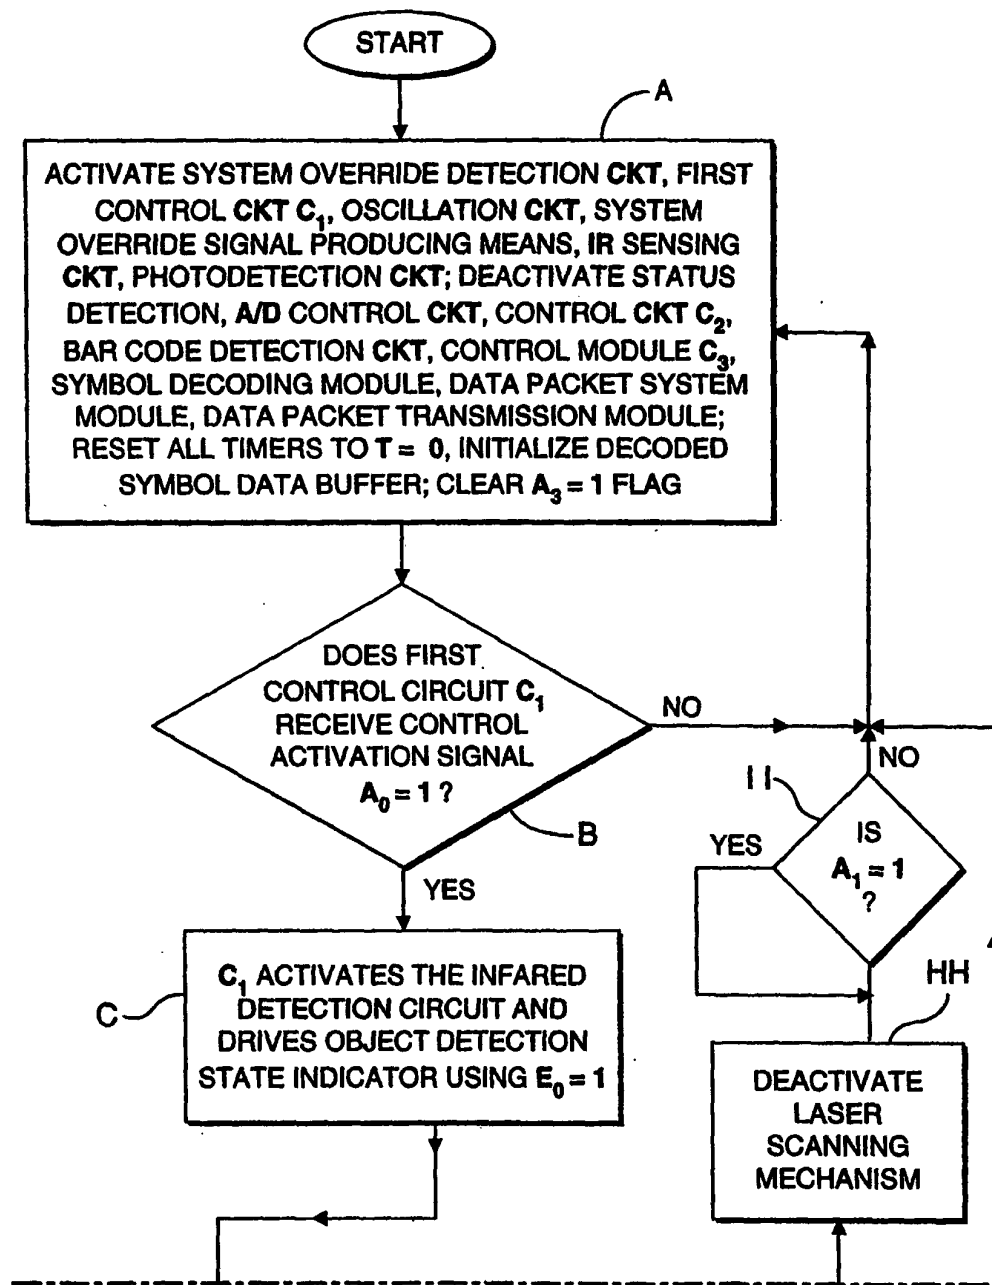 START
A
ACTIVATE SYSTEM OVERRIDE DETECTION CKT, FIRST
CONTROL CKT C₁, OSCILLATION CKT, SYSTEM
OVERRIDE SIGNAL PRODUCING MEANS, IR SENSING
CKT, PHOTODETECTION CKT; DEACTIVATE STATUS
DETECTION, A/D CONTROL CKT, CONTROL CKT C₂,
BAR CODE DETECTION CKT, CONTROL MODULE C₃,
SYMBOL DECODING MODULE, DATA PACKET SYSTEM
MODULE, DATA PACKET TRANSMISSION MODULE;
RESET ALL TIMERS TO T = 0, INITIALIZE DECODED
SYMBOL DATA BUFFER; CLEAR A₃ = 1 FLAG
DOES FIRST
CONTROL CIRCUIT C₁
RECEIVE CONTROL
ACTIVATION SIGNAL
A₀ = 1 ?
NO
B
YES
NO
II
YES
IS
A₁ = 1
?
C
C₁ ACTIVATES THE INFARED
DETECTION CIRCUIT AND
DRIVES OBJECT DETECTION
STATE INDICATOR USING E₀ = 1
HH
DEACTIVATE
LASER
SCANNING
MECHANISM